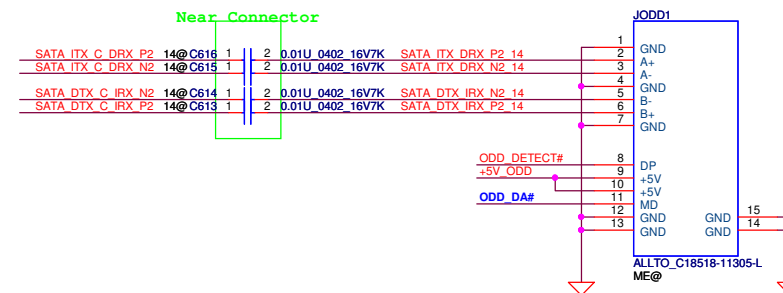 Near Connector
JODD1
SATA_ITX_C_DRX_P2 14@ C616 1 2 0.01U_0402_16V7K SATA_ITX_DRX_P2_14
SATA_ITX_C_DRX_N2 14@ C615 1 2 0.01U_0402_16V7K SATA_ITX_DRX_N2_14
SATA_DTX_C_IRX_N2 14@ C614 1 2 0.01U_0402_16V7K SATA_DTX_IRX_N2_14
SATA_DTX_C_IRX_P2 14@ C613 1 2 0.01U_0402_16V7K SATA_DTX_IRX_P2_14
1 GND
2 A+
3 A-
4 GND
5 B-
6 B+
7 GND
ODD_DETECT# 8 DP
+5V_ODD 9 +5V
10 +5V
ODD_DA# 11 MD
12 GND GND 15
13 GND GND 14
ALLTO_C18518-11305-L
ME@